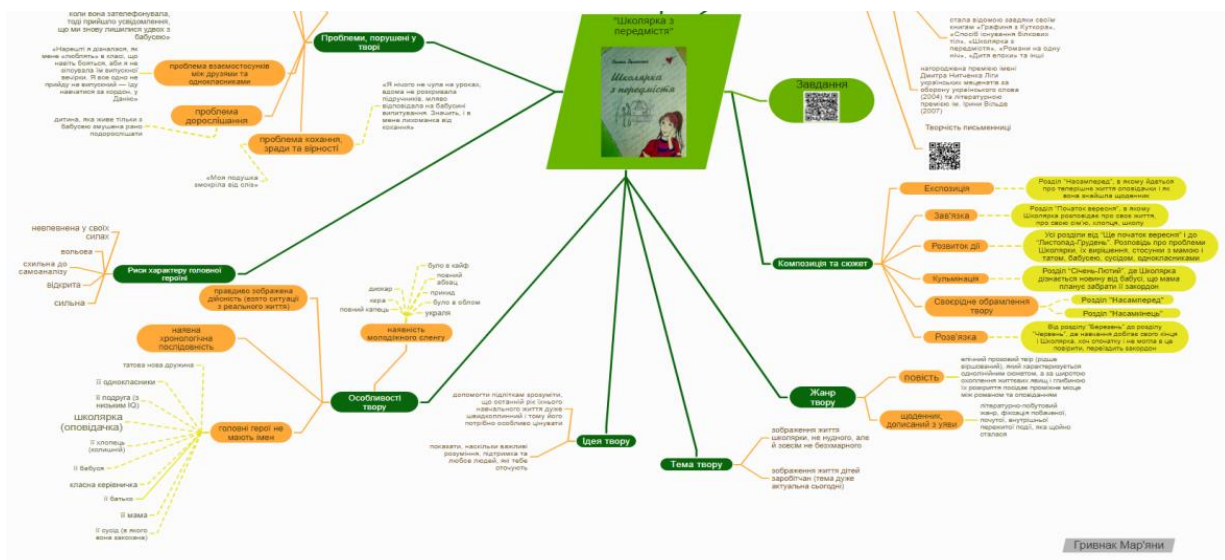 коли вона зателефонувала,
тоді прийшло усвідомлення,
що ми знову лишилися удвох з
бабусею»
Проблеми, порушені у
творі
«Нарешті я дізналася, як
мене «люблять» в класі, що
навіть бояться, аби я не
зіпсувала їм випускної
вечірки. Я все одно не
прийду на випускний — їду
навчатися за кордон, у
Данію»
проблема взаємостосунків
між друзями та
однокласниками
проблема
дорослішання
дитина, яка живе тільки з
бабусею змушена рано
подорослішати
проблема кохання,
зради та вірності
«Я нічого не чула на уроках,
вдома не розкривала
підручників, мляво
відповідала на бабусині
випитування. Значить, і в
мене лихоманка від
кохання»
«Моя подушка
змокріла від сліз»
"Школярка з
передмістя"
Школярка
з передмістя
Завдання
стала відомою завдяки своїм
книгам «Графиня з Куткора»,
«Спосіб існування білкових
тіл», «Школярка з
передмістя», «Романи на одну
ніч», «Дитя епохи» та інші
нагороджена премією імені
Дмитра Нитченка Ліги
українських меценатів за
оборону українського слова
(2004) та літературною
премією ім. Ірини Вільде
(2007)
Творчість письменниці
Риси характеру головної
героїні
невпевнена у своїх
силах
вольова
схильна до
самоаналізу
відкрита
сильна
Композиція та сюжет
Експозиція
Розділ "Насамперед", в якому йдеться
про теперішнє життя оповідачки і як
вона знайшла щоденник
Зав'язка
Розділ "Початок вересня", в якому
Школярка розповідає про своє життя,
про свою сім'ю, хлопця, школу
Розвиток дії
Усі розділи від "Ще початок вересня" і до
"Листопад-Грудень". Розповідь про проблеми
Школярки, їх вирішення, стосунки з мамою і
татом, бабусею, сусідом, однокласниками
Кульмінація
Розділ "Січень-Лютий", де Школярка
дізнається новину від бабусі, що мама
планує забрати її закордон
Своєрідне обрамлення
твору
Розділ "Насамперед"
Розділ "Насамкінець"
Розв'язка
Від розділу "Березень" до розділу
"Червень", де навчання добігає свого кінця
і Школярка, хоч спочатку і не могла в це
повірити, переїздить закордон
Особливості
твору
правдиво зображена
дійсність (взято ситуації
з реального життя)
наявна
хронологічна
послідовність
наявність
молодіжного сленгу
було в кайф
повний
абзац
дискар
прикид
кера
було в облом
повний капець
украля
головні герої не
мають імен
татова нова дружина
її однокласники
її подруга (з
низьким IQ)
школярка
(оповідачка)
її хлопець
(колишній)
її бабуся
класна керівничка
її батько
її мама
її сусід (в якого
вона закохана)
Ідея твору
допомогти підліткам зрозуміти,
що останній рік їхнього
навчального життя дуже
швидкоплинний і тому його
потрібно особливо цінувати
показати, наскільки важливі
розуміння, підтримка та
любов людей, які тебе
оточують
Тема твору
зображення життя
школярки, не нудного, але
й зовсім не безхмарного
зображення життя дітей
заробітчан (тема дуже
актуальна сьогодні)
Жанр
твору
повість
епічний прозовий твір (рідше
віршований), який характеризується
однолінійним сюжетом, а за широтою
охоплення життєвих явищ і глибиною
їх розкриття посідає проміжне місце
між романом та оповіданням
щоденник,
дописаний з уяви
літературно-побутовий
жанр, фіксація побаченої,
почутої, внутрішньої
пережитої події, яка щойно
сталася
Гривнак Мар'яни